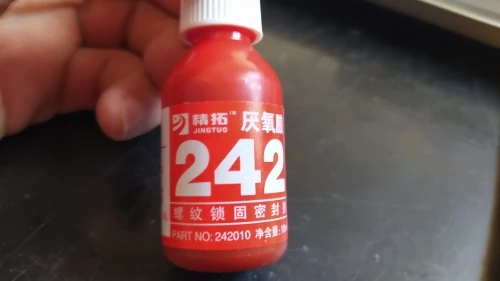 精拓™ 厌氧胶
JINGTUO
242
螺纹锁固密封
PART NO: 242010 净含量: